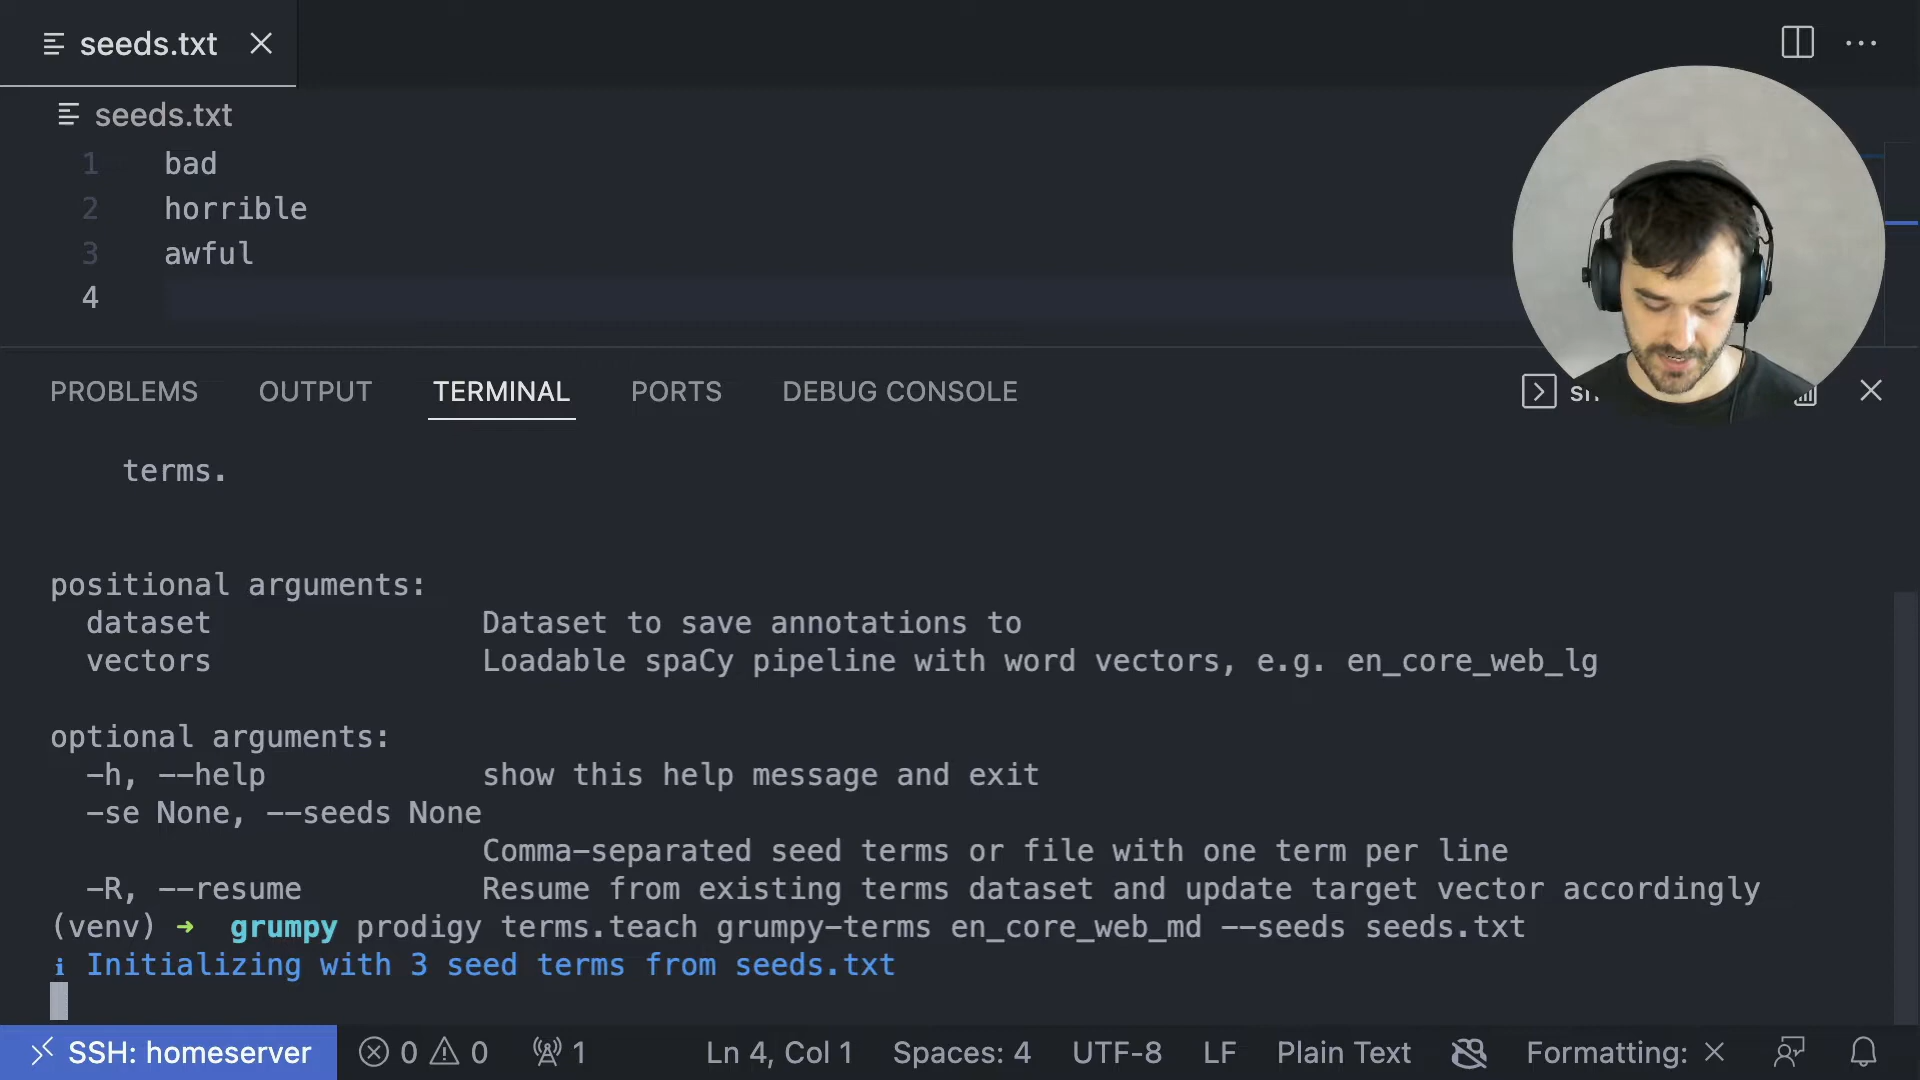 seeds.txt
seeds.txt
1 bad
2 horrible
3 awful
4
PROBLEMS OUTPUT TERMINAL PORTS DEBUG CONSOLE
terms.
positional arguments:
dataset Dataset to save annotations to
vectors Loadable spaCy pipeline with word vectors, e.g. en_core_web_lg
optional arguments:
-h, --help show this help message and exit
-se None, --seeds None
Comma-separated seed terms or file with one term per line
-R, --resume Resume from existing terms dataset and update target vector accordingly
(venv) → grumpy prodigy terms.teach grumpy-terms en_core_web_md --seeds seeds.txt
i Initializing with 3 seed terms from seeds.txt
SSH: homeserver 0 0 1 Ln 4, Col 1 Spaces: 4 UTF-8 LF Plain Text Formatting: ×